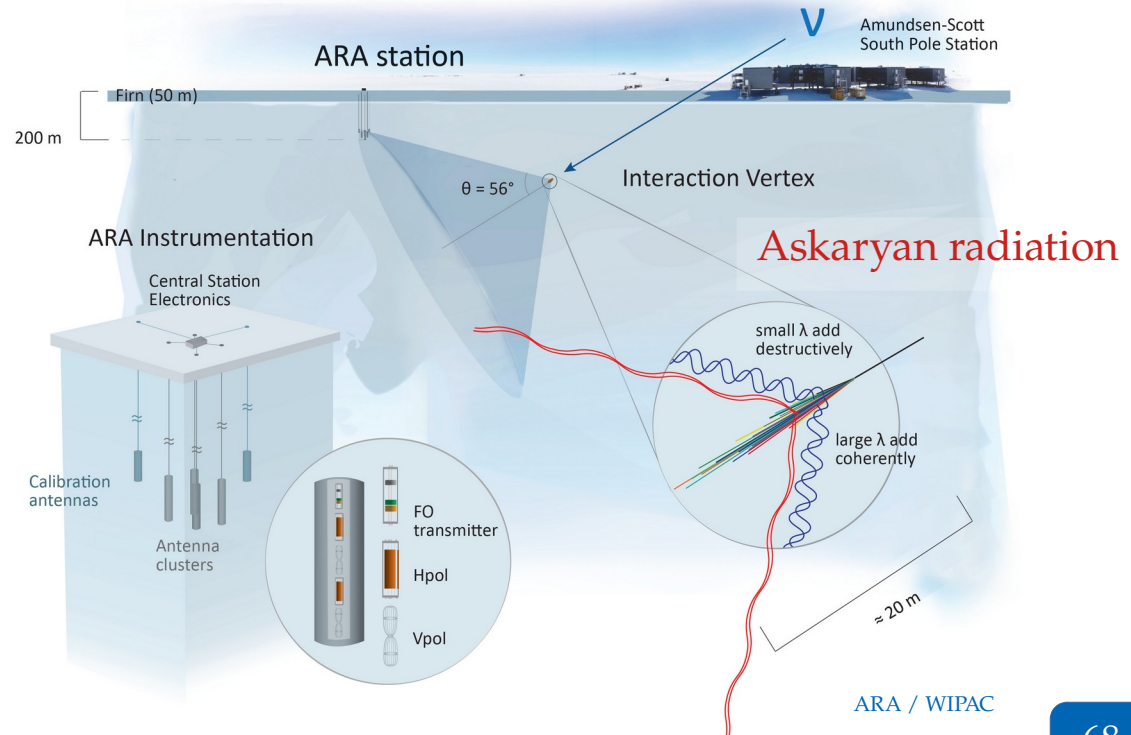 ν
Amundsen-Scott
South Pole Station
ARA station
Firn (50 m)
200 m
θ = 56°
Interaction Vertex
ARA Instrumentation
Askaryan radiation
Central Station
Electronics
small λ add
destructively
large λ add
coherently
Calibration
antennas
Antenna
clusters
FO
transmitter
Hpol
Vpol
≈ 20 m
ARA / WIPAC
68